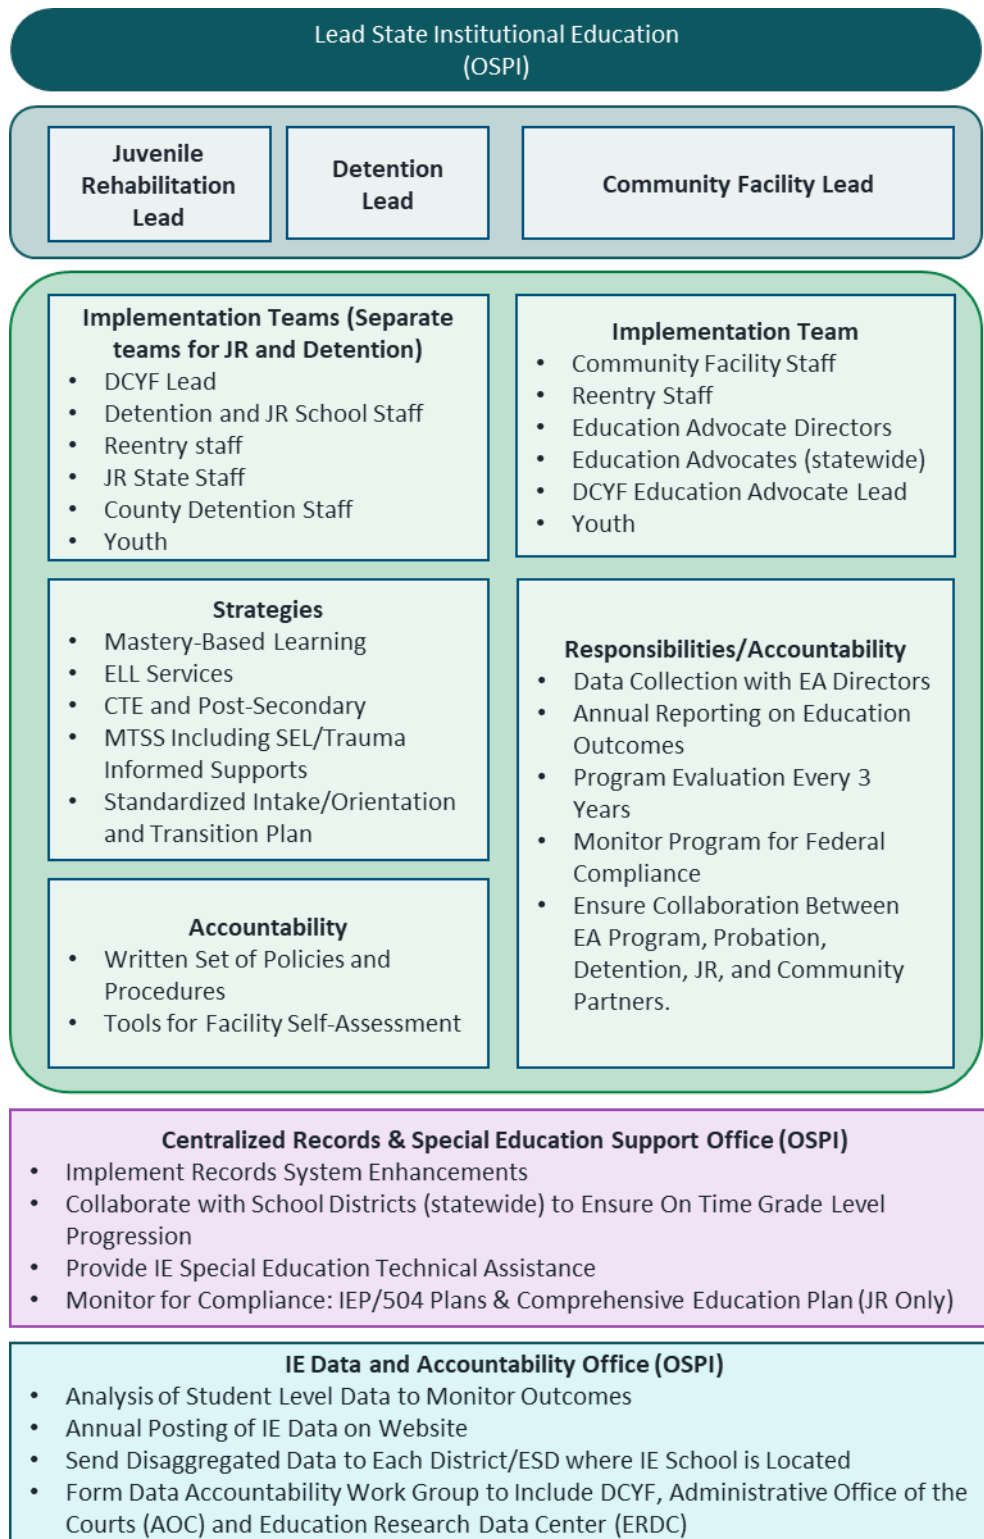 Lead State Institutional Education
(OSPI)
Juvenile
Rehabilitation
Lead
Detention
Lead
Community Facility Lead
Implementation Teams (Separate
teams for JR and Detention)
• DCYF Lead
• Detention and JR School Staff
• Reentry staff
• JR State Staff
• County Detention Staff
• Youth
Implementation Team
• Community Facility Staff
• Reentry Staff
• Education Advocate Directors
• Education Advocates (statewide)
• DCYF Education Advocate Lead
• Youth
Strategies
• Mastery-Based Learning
• ELL Services
• CTE and Post-Secondary
• MTSS Including SEL/Trauma
Informed Supports
• Standardized Intake/Orientation
and Transition Plan
Accountability
• Written Set of Policies and
Procedures
• Tools for Facility Self-Assessment
Responsibilities/Accountability
• Data Collection with EA Directors
• Annual Reporting on Education
Outcomes
• Program Evaluation Every 3
Years
• Monitor Program for Federal
Compliance
• Ensure Collaboration Between
EA Program, Probation,
Detention, JR, and Community
Partners.
Centralized Records & Special Education Support Office (OSPI)
• Implement Records System Enhancements
• Collaborate with School Districts (statewide) to Ensure On Time Grade Level
Progression
• Provide IE Special Education Technical Assistance
• Monitor for Compliance: IEP/504 Plans & Comprehensive Education Plan (JR Only)
IE Data and Accountability Office (OSPI)
• Analysis of Student Level Data to Monitor Outcomes
• Annual Posting of IE Data on Website
• Send Disaggregated Data to Each District/ESD where IE School is Located
• Form Data Accountability Work Group to Include DCYF, Administrative Office of the
Courts (AOC) and Education Research Data Center (ERDC)